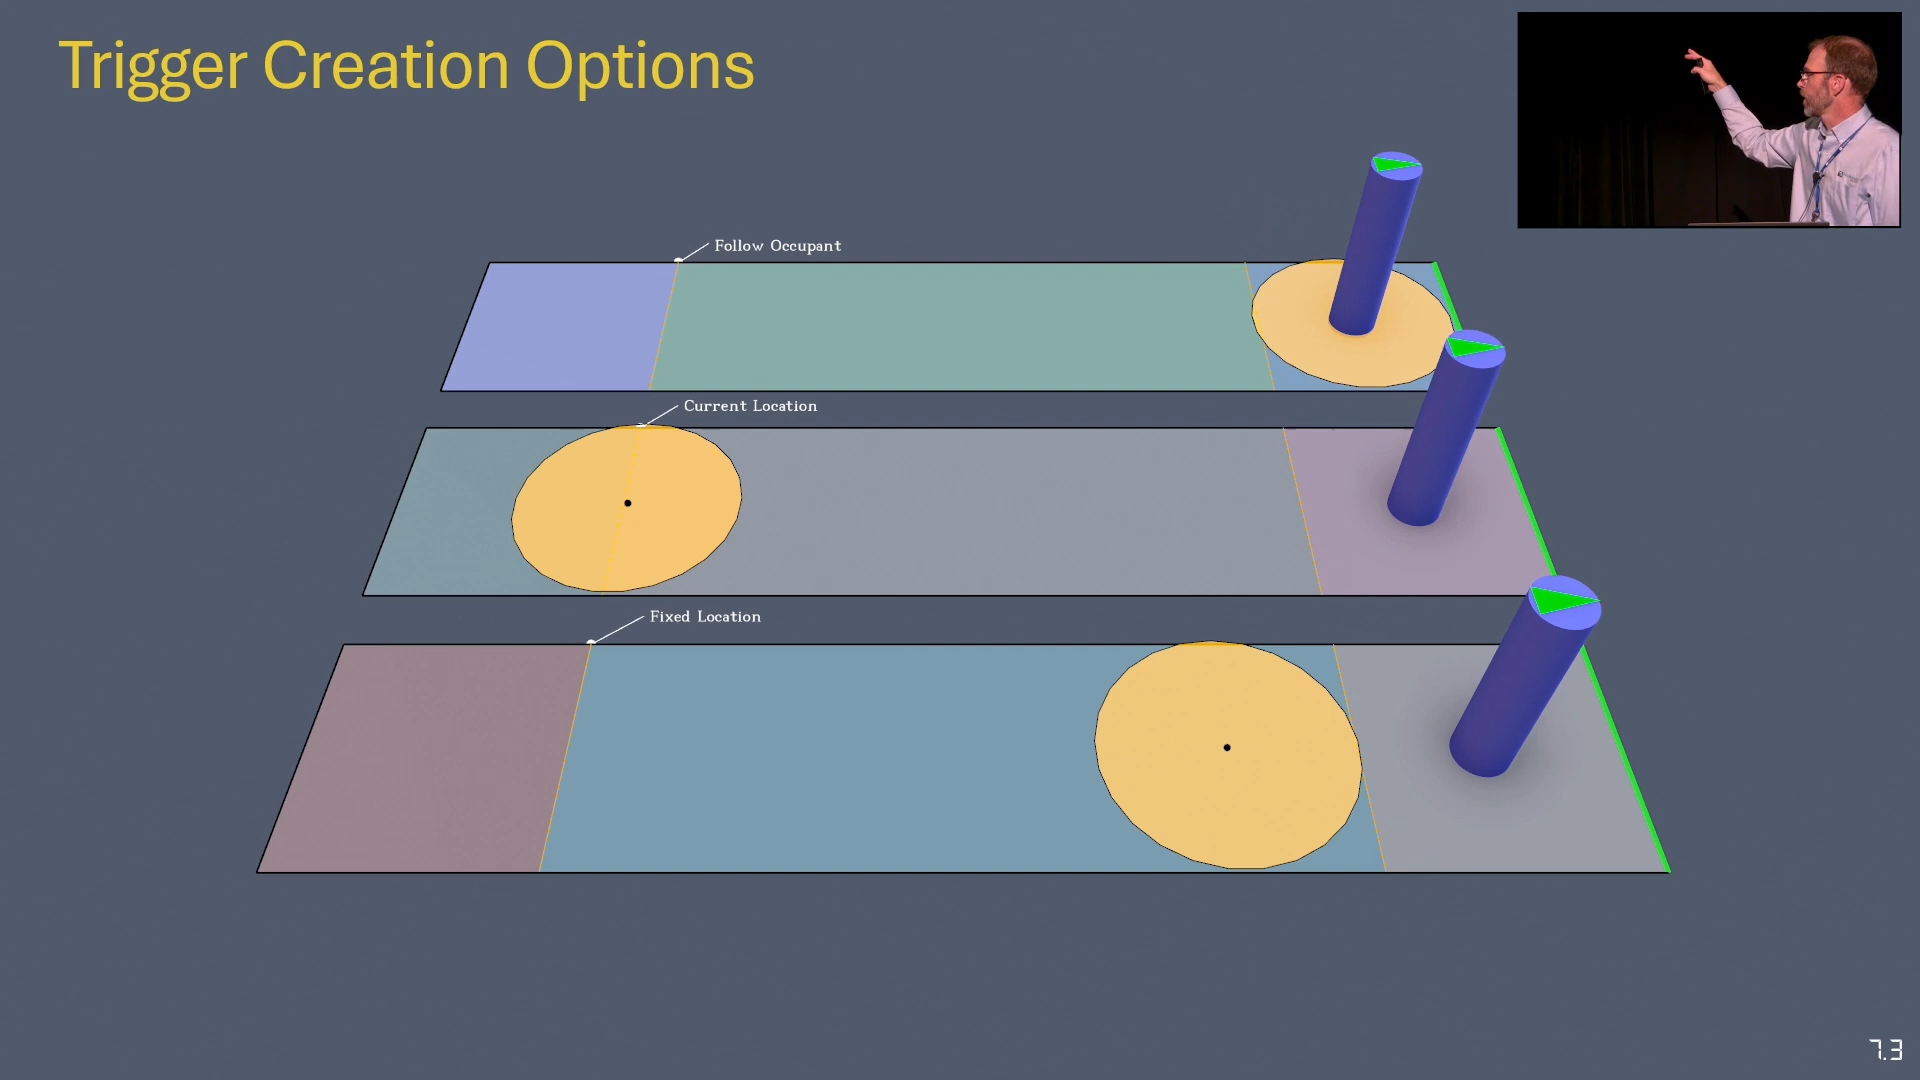 Trigger Creation Options
Follow Occupant
Current Location
Fixed Location
7.3